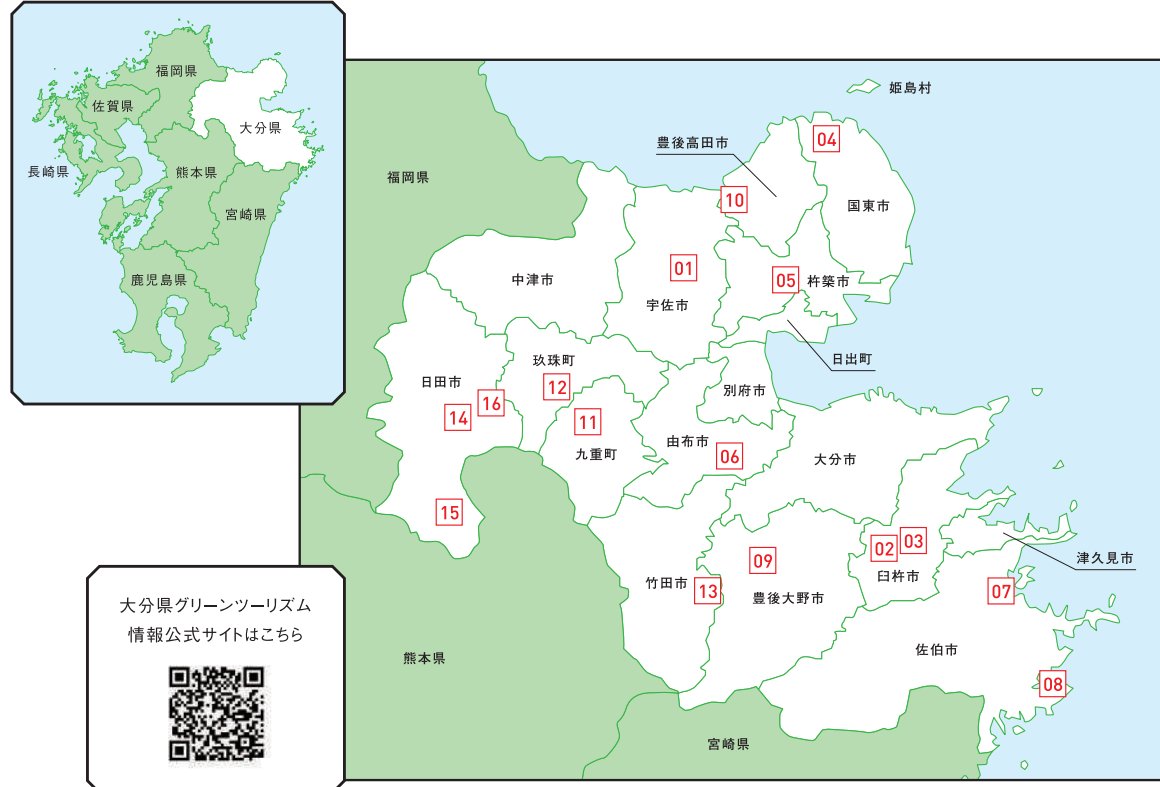 福岡県
佐賀県
大分県
長崎県
熊本県
宮崎県
鹿児島県
姫島村
豊後高田市
04
福岡県
10
国東市
01
中津市
05
杵築市
宇佐市
日出町
玖珠町
日田市
12
別府市
16
14
11
由布市
九重町
06
大分市
15
03
02
津久見市
09
臼杵市
竹田市
13
豊後大野市
07
佐伯市
熊本県
08
宮崎県
大分県グリーンツーリズム
情報公式サイトはこちら